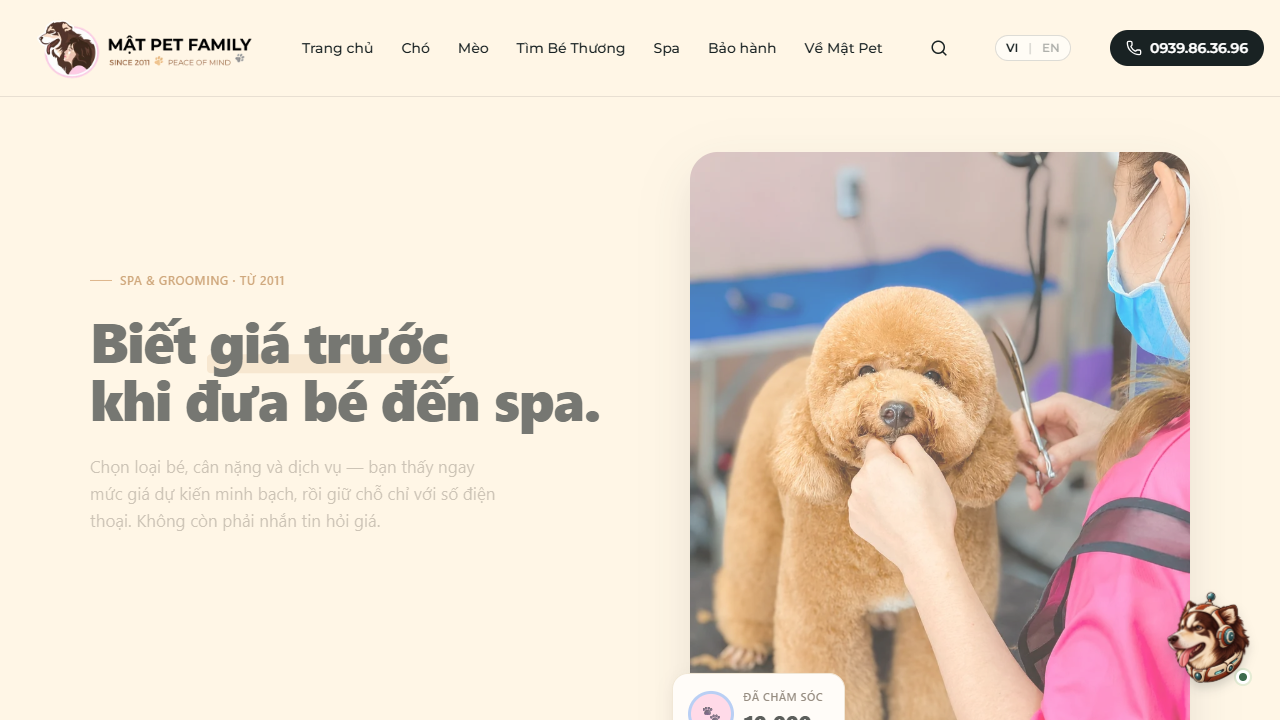 MẬT PET FAMILY
SINCE 2011 PEACE OF MIND
Trang chủ
Chó
Mèo
Tìm Bé Thương
Spa
Bảo hành
Về Mật Pet
VI | EN
0939.86.36.96
SPA & GROOMING · TỪ 2011
Biết giá trước
khi đưa bé đến spa.
Chọn loại bé, cân nặng và dịch vụ — bạn thấy ngay
mức giá dự kiến minh bạch, rồi giữ chỗ chỉ với số điện
thoại. Không còn phải nhắn tin hỏi giá.
ĐÃ CHĂM SÓC